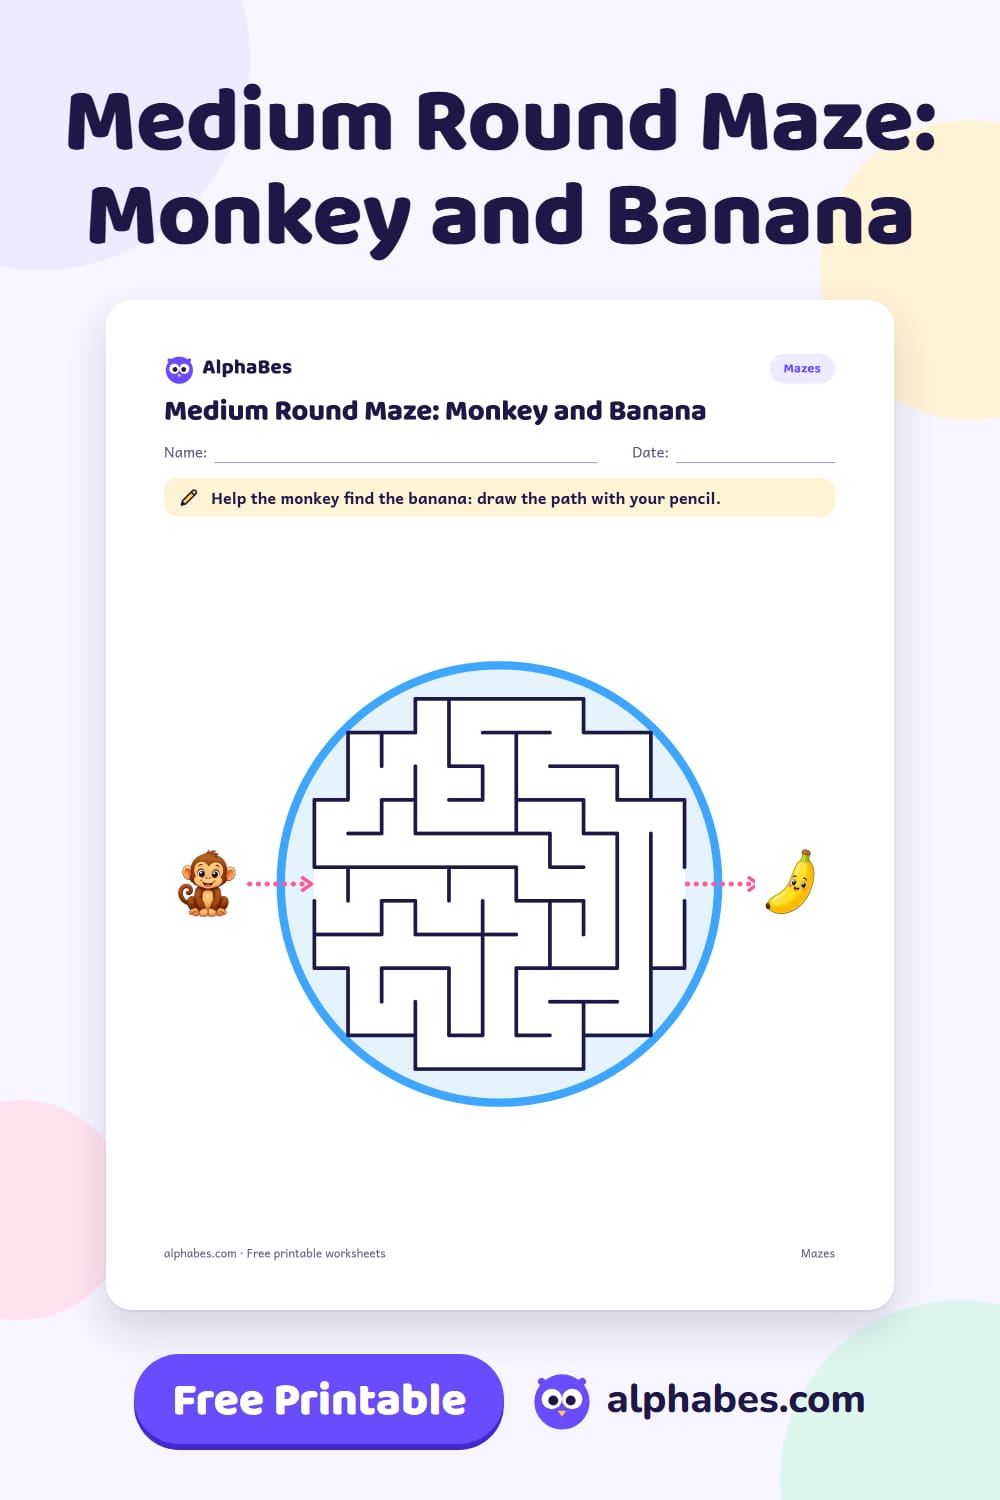 Medium Round Maze:
Monkey and Banana
AlphaBes
Mazes
Medium Round Maze: Monkey and Banana
Name:
Date:
Help the monkey find the banana: draw the path with your pencil.
alphabes.com · Free printable worksheets
Mazes
Free Printable
alphabes.com